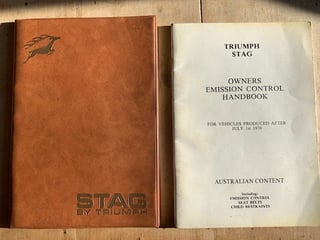 STAG
BY TRIUMPH
TRIUMPH
STAG
OWNERS
EMISSION CONTROL
HANDBOOK
FOR VEHICLES PRODUCED AFTER
JULY 1st 1976
AUSTRALIAN CONTENT
Including:
EMISSION CONTROL
SEAT BELTS
CHILD RESTRAINTS